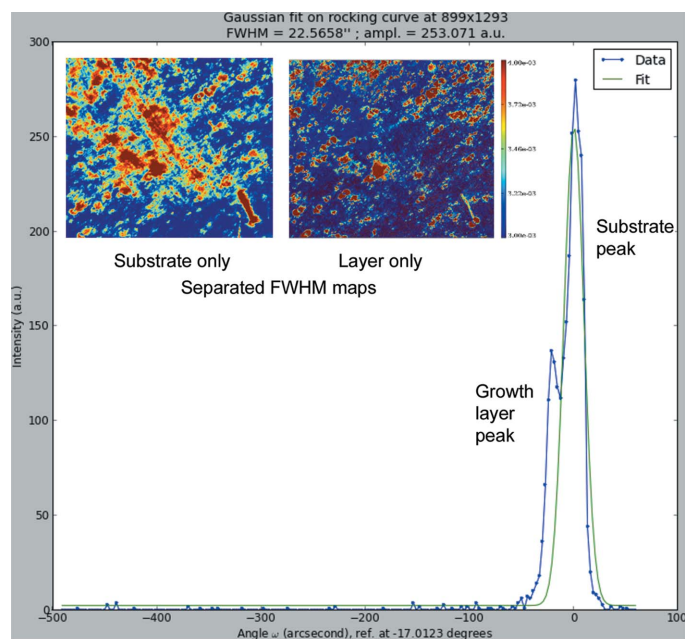 Gaussian fit on rocking curve at 899x1293
FWHM = 22.5658'' ; ampl. = 253.071 a.u.
300
250
200
150
100
50
0
Intensity (a.u.)
4.00e-03
3.72e-03
3.46e-03
3.22e-03
3.00e-03
Data
Fit
Substrate only
Layer only
Separated FWHM maps
Substrate
peak
Growth
layer
peak
−500
−400
−300
−200
−100
0
100
Angle ω (arcsecond), ref. at -17.0123 degrees